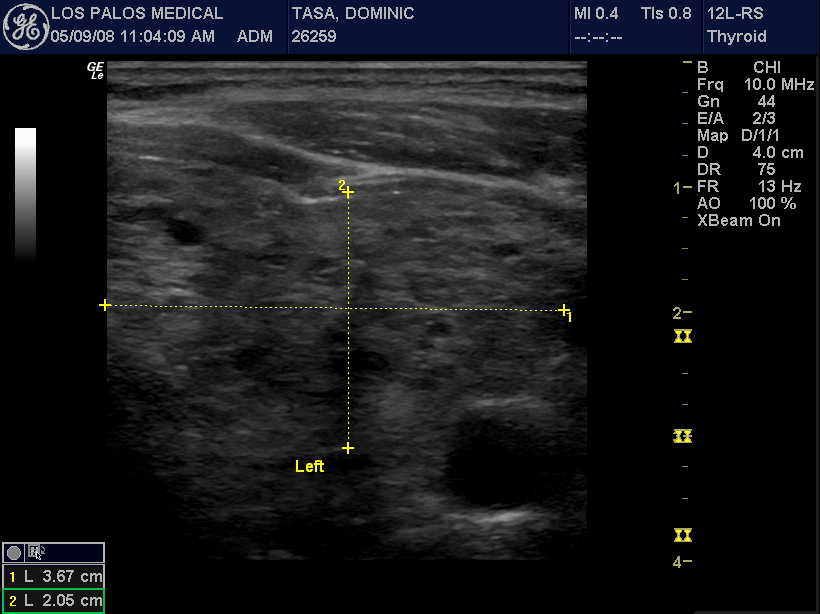 LOS PALOS MEDICAL
05/09/08 11:04:09 AM ADM
TASA, DOMINIC
26259
MI 0.4 TIs 0.8
--:--:--
12L-RS
Thyroid
GE
Le
B CHI
Frq 10.0 MHz
Gn 44
E/A 2/3
Map D/1/1
D 4.0 cm
DR 75
FR 13 Hz
AO 100 %
XBeam On
1
2
4
2
1
Left
1 L 3.67 cm
2 L 2.05 cm